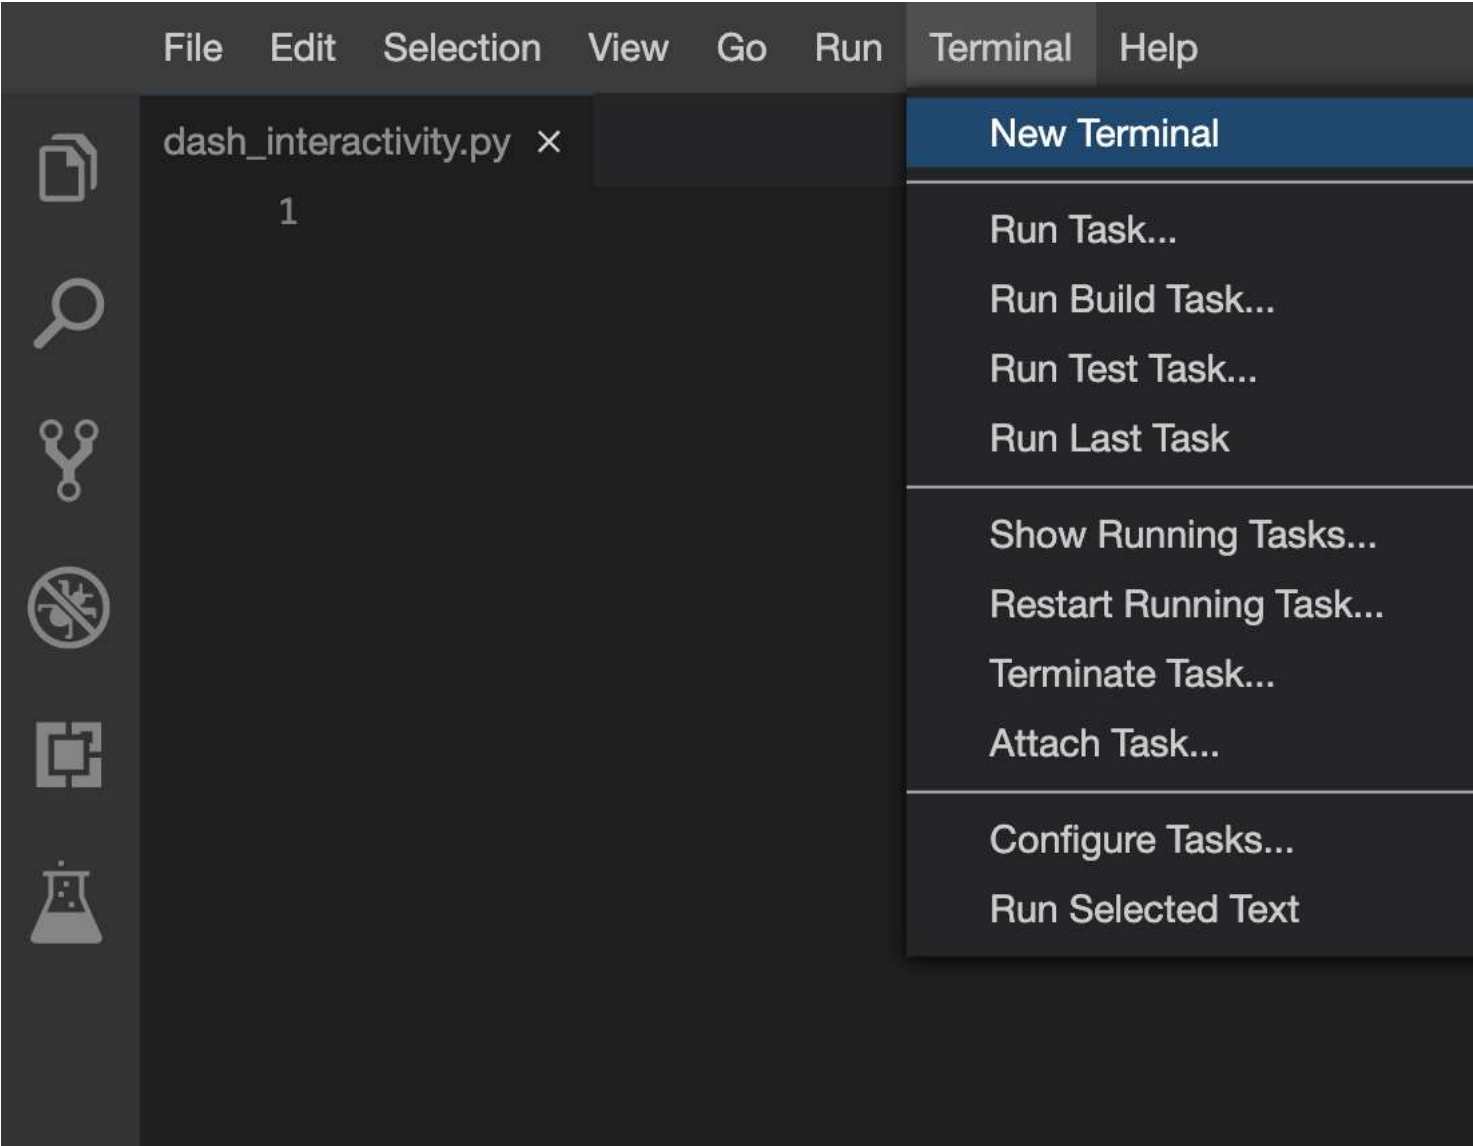 File Edit Selection View Go Run Terminal Help
dash_interactivity.py ×
1
New Terminal
Run Task...
Run Build Task...
Run Test Task...
Run Last Task
Show Running Tasks...
Restart Running Task...
Terminate Task...
Attach Task...
Configure Tasks...
Run Selected Text